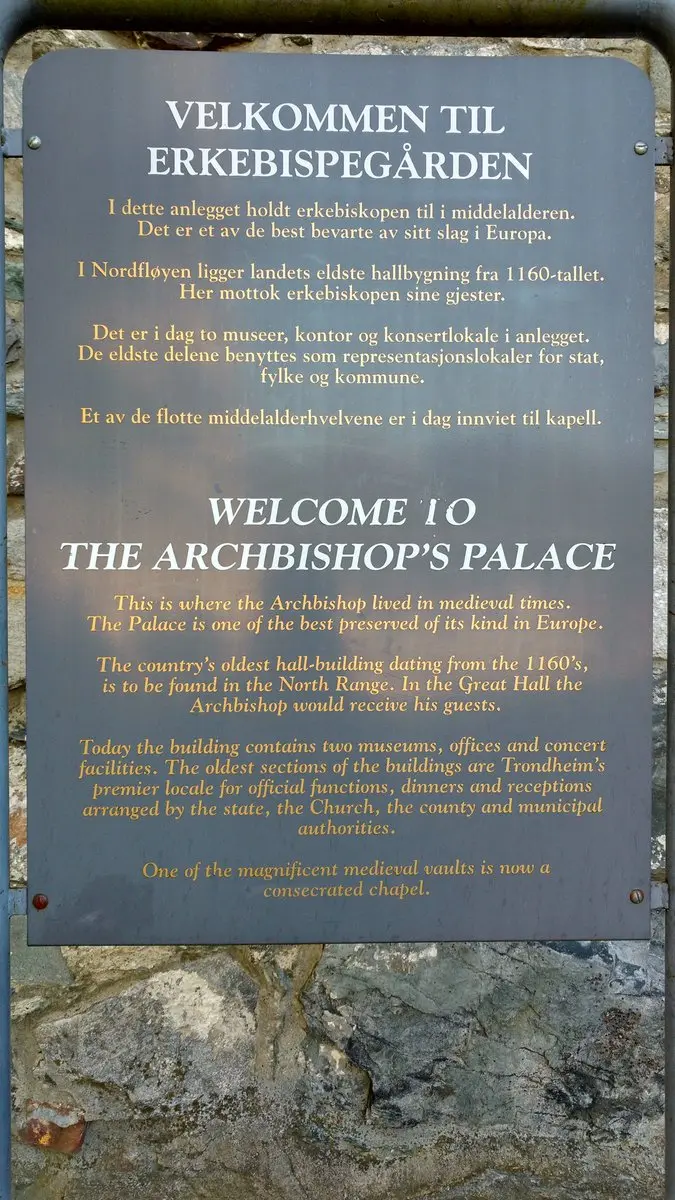 VELKOMMEN TIL
ERKEBISPEGÅRDEN
I dette anlegget holdt erkebiskopen til i middelalderen.
Det er et av de best bevarte av sitt slag i Europa.
I Nordfløyen ligger landets eldste hallbygning fra 1160-tallet.
Her mottok erkebiskopen sine gjester.
Det er i dag to museer, kontor og konsertlokale i anlegget.
De eldste delene benyttes som representasjonslokaler for stat,
fylke og kommune.
Et av de flotte middelalderhvelvene er i dag innviet til kapell.
WELCOME TO
THE ARCHBISHOP'S PALACE
This is where the Archbishop lived in medieval times.
The Palace is one of the best preserved of its kind in Europe.
The country's oldest hall-building dating from the 1160's,
is to be found in the North Range. In the Great Hall the
Archbishop would receive his guests.
Today the building contains two museums, offices and concert
facilities. The oldest sections of the buildings are Trondheim's
premier locale for official functions, dinners and receptions
arranged by the state, the Church, the county and municipal
authorities.
One of the magnificent medieval vaults is now a
consecrated chapel.